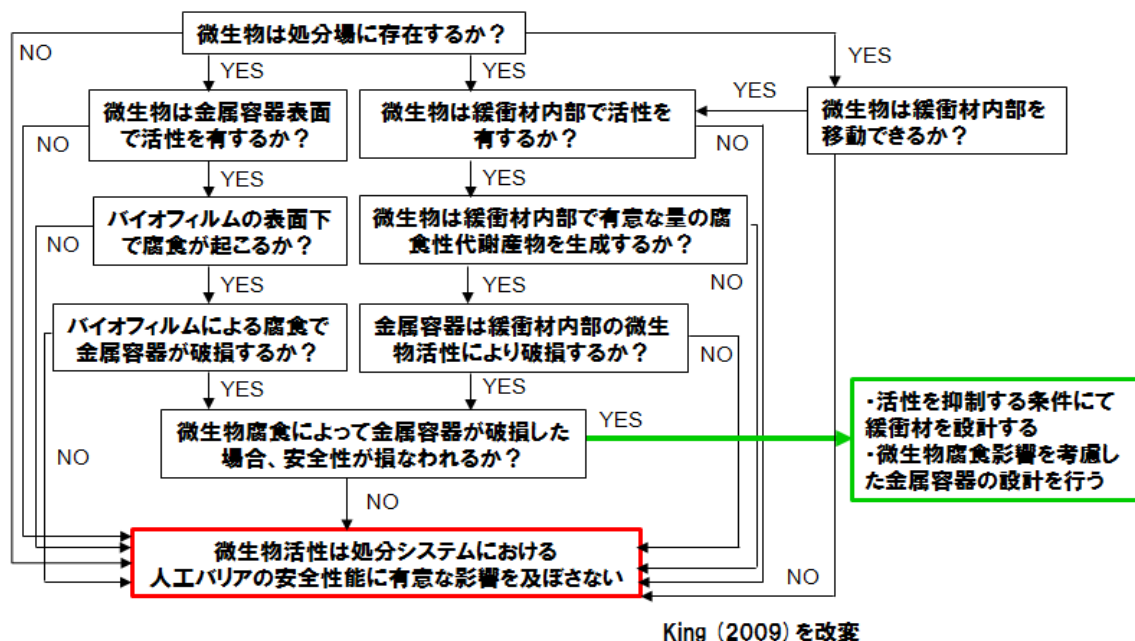 微生物は処分場に存在するか？
NO
YES
YES
YES
微生物は金属容器表面
で活性を有するか？
微生物は緩衝材内部で活性を
有するか？
YES
微生物は緩衝材内部を
移動できるか？
NO
NO
YES
YES
バイオフィルムの表面下
で腐食が起こるか？
微生物は緩衝材内部で有意な量の腐
食性代謝産物を生成するか？
NO
NO
YES
YES
バイオフィルムによる腐食で
金属容器が破損するか？
金属容器は緩衝材内部の微生
物活性により破損するか？
NO
YES
YES
微生物腐食によって金属容器が破損した
場合、安全性が損なわれるか？
YES
・活性を抑制する条件にて
緩衝材を設計する
・微生物腐食影響を考慮し
た金属容器の設計を行う
NO
NO
微生物活性は処分システムにおける
人工バリアの安全性能に有意な影響を及ぼさない
NO
King (2009) を改変